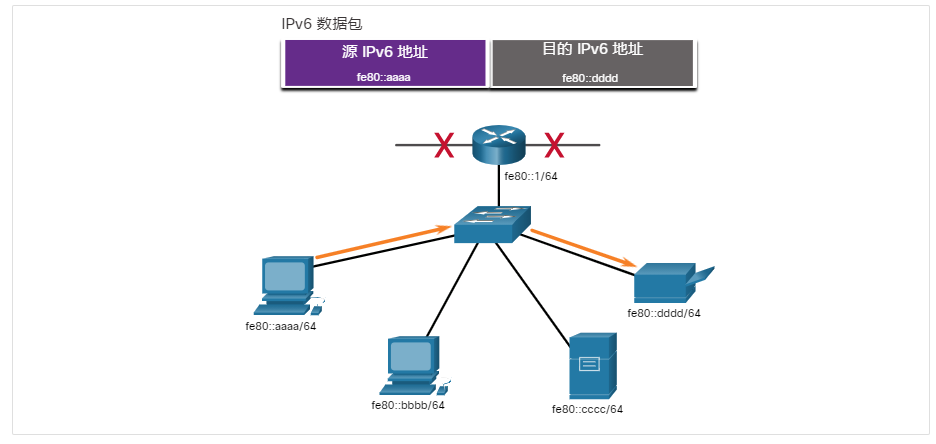 IPv6 数据包
源 IPv6 地址
目的 IPv6 地址
fe80::aaaa
fe80::dddd
fe80::1/64
fe80::aaaa/64
fe80::dddd/64
fe80::bbbb/64
fe80::cccc/64